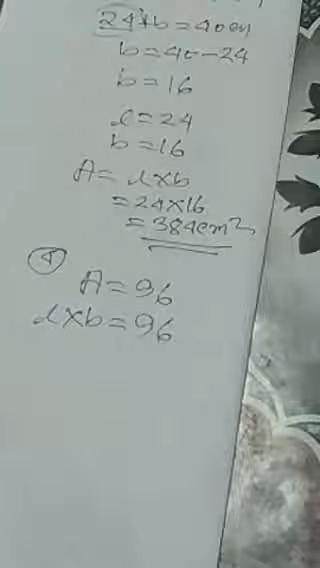 24+b=40cm
b=40-24
b=16
l=24
b=16
A=l×b
=24×16
=384cm²
④
A=96
l×b=96